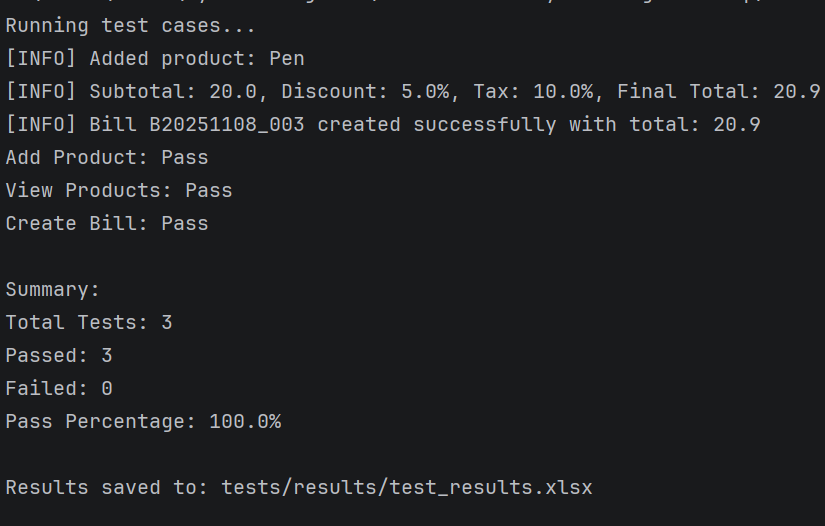 Running test cases...
[INFO] Added product: Pen
[INFO] Subtotal: 20.0, Discount: 5.0%, Tax: 10.0%, Final Total: 20.9
[INFO] Bill B20251108_003 created successfully with total: 20.9
Add Product: Pass
View Products: Pass
Create Bill: Pass
Summary:
Total Tests: 3
Passed: 3
Failed: 0
Pass Percentage: 100.0%
Results saved to: tests/results/test_results.xlsx